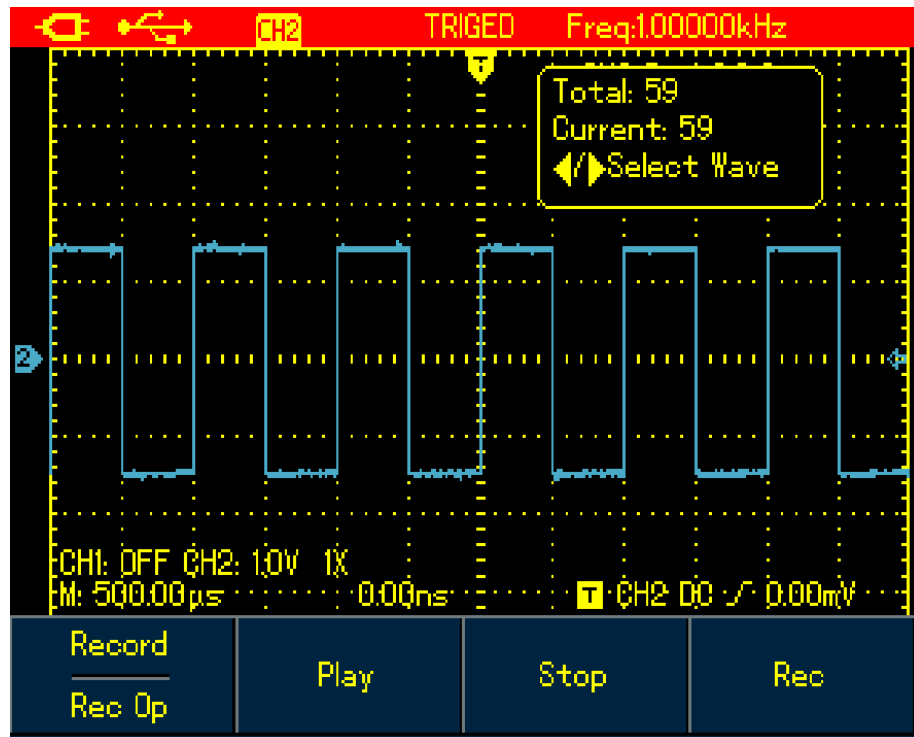 CH2 TRIGED Freq:1.00000kHz
T
Total: 59
Current: 59
/ Select Wave
2
CH1: OFF CH2: 1.0V 1X
M: 500.00μs 0.00ns T CH2 DC 0.00mV
Record Play Stop Rec
Rec Op